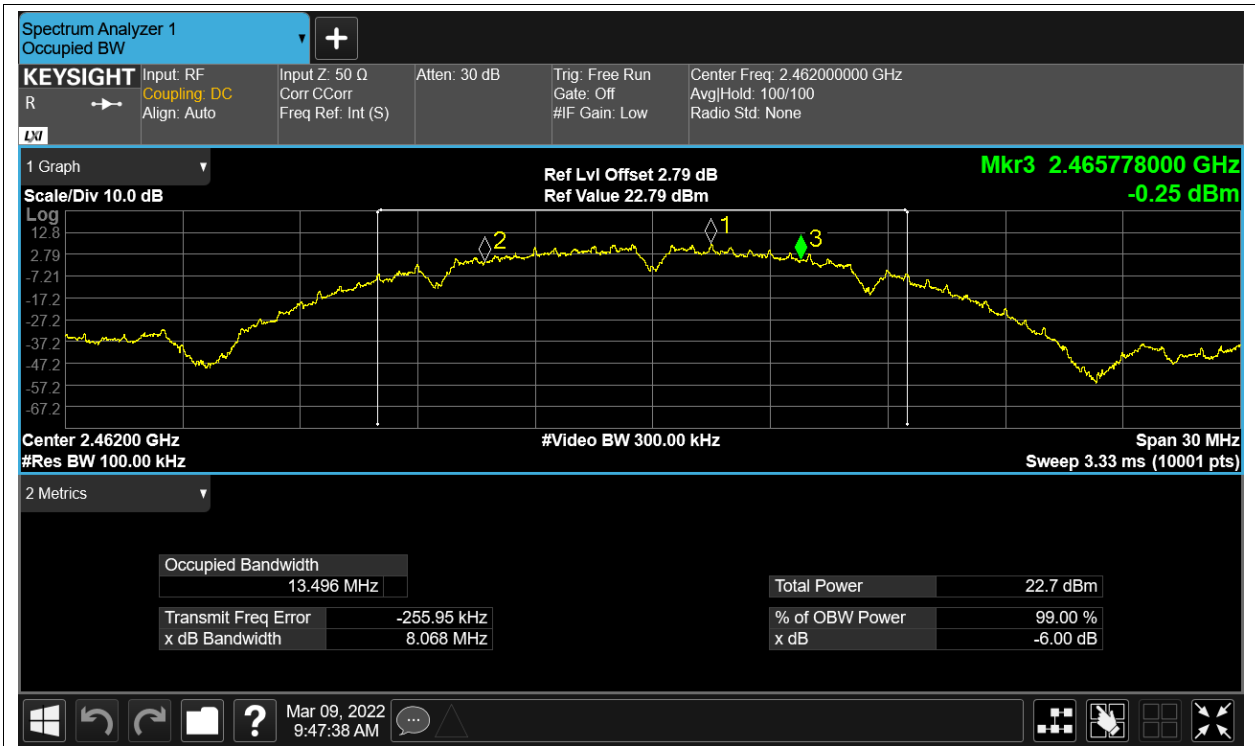 Spectrum Analyzer 1
Occupied BW
KEYSIGHT
R
LXI
Input: RF
Coupling: DC
Align: Auto
Input Z: 50 Ω
Corr CCorr
Freq Ref: Int (S)
Atten: 30 dB
Trig: Free Run
Gate: Off
#IF Gain: Low
Center Freq: 2.462000000 GHz
Avg|Hold: 100/100
Radio Std: None
1 Graph
Scale/Div 10.0 dB
Ref Lvl Offset 2.79 dB
Ref Value 22.79 dBm
Mkr3 2.465778000 GHz
-0.25 dBm
Log
12.8
2.79
-7.21
-17.2
-27.2
-37.2
-47.2
-57.2
-67.2
2
1
3
Center 2.46200 GHz
#Res BW 100.00 kHz
#Video BW 300.00 kHz
Span 30 MHz
Sweep 3.33 ms (10001 pts)
2 Metrics
Occupied Bandwidth
13.496 MHz
Transmit Freq Error -255.95 kHz
x dB Bandwidth 8.068 MHz
Total Power 22.7 dBm
% of OBW Power 99.00 %
x dB -6.00 dB
?
Mar 09, 2022
9:47:38 AM